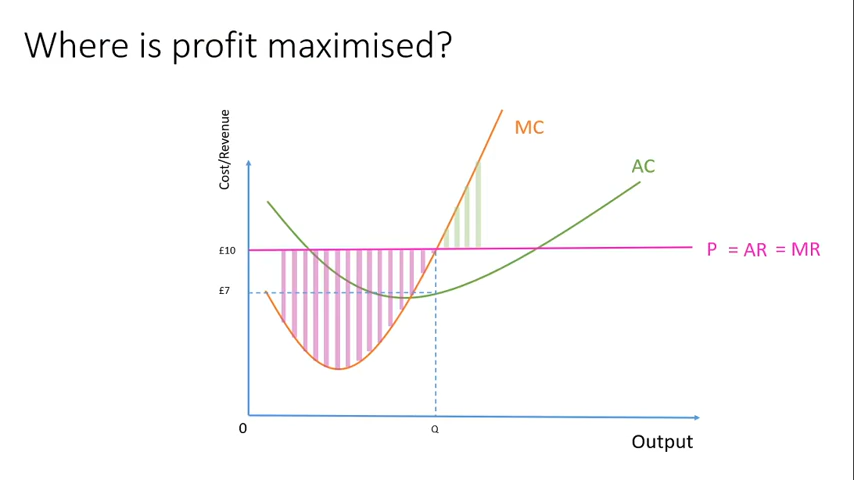 Where is profit maximised?
Cost/Revenue
MC
AC
£10
P = AR = MR
£7
0
Q
Output